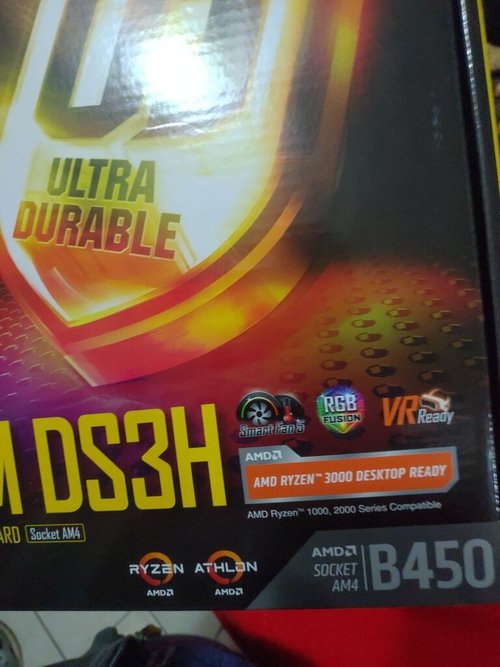 ULTRA
DURABLE
Smart Fan 5
RGB
FUSION
VR Ready
M DS3H
AMD
AMD RYZEN™ 3000 DESKTOP READY
AMD Ryzen™ 1000, 2000 Series Compatible
ARD Socket AM4
RYZEN ATHLON
AMD AMD
AMD
SOCKET
AM4
B450